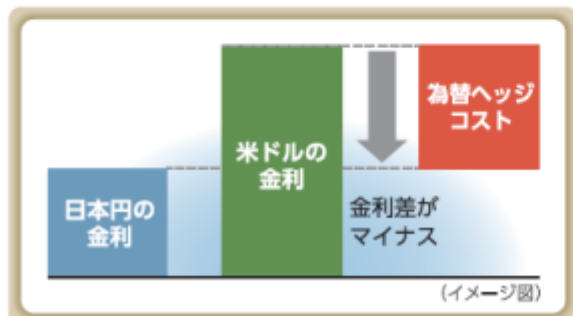 為替ヘッジ
コスト
米ドルの
金利
日本円の
金利
金利差が
マイナス
(イメージ図)